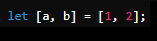 let [a, b] = [1, 2];